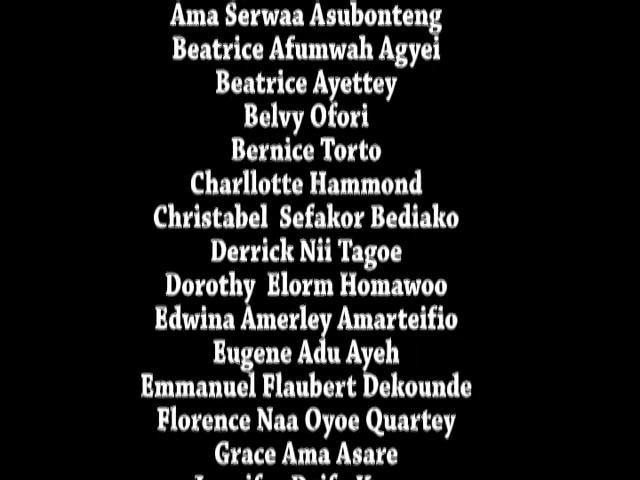 Ama Serwaa Asubonteng
Beatrice Afumwah Agyei
Beatrice Ayettey
Belvy Ofori
Bernice Torto
Charllotte Hammond
Christabel Sefakor Bediako
Derrick Nii Tagoe
Dorothy Elorm Homawoo
Edwina Amerley Amarteifio
Eugene Adu Ayeh
Emmanuel Flaubert Dekounde
Florence Naa Oyoe Quartey
Grace Ama Asare